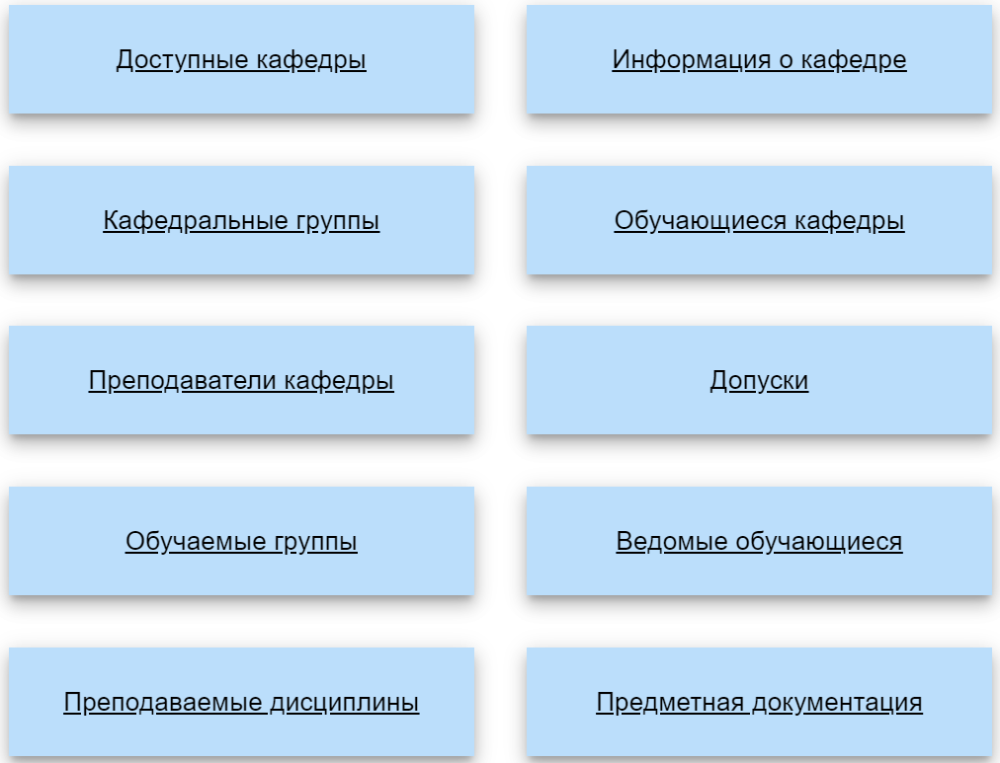 Доступные кафедры
Информация о кафедре
Кафедральные группы
Обучающиеся кафедры
Преподаватели кафедры
Допуски
Обучаемые группы
Ведомые обучающиеся
Преподаваемые дисциплины
Предметная документация